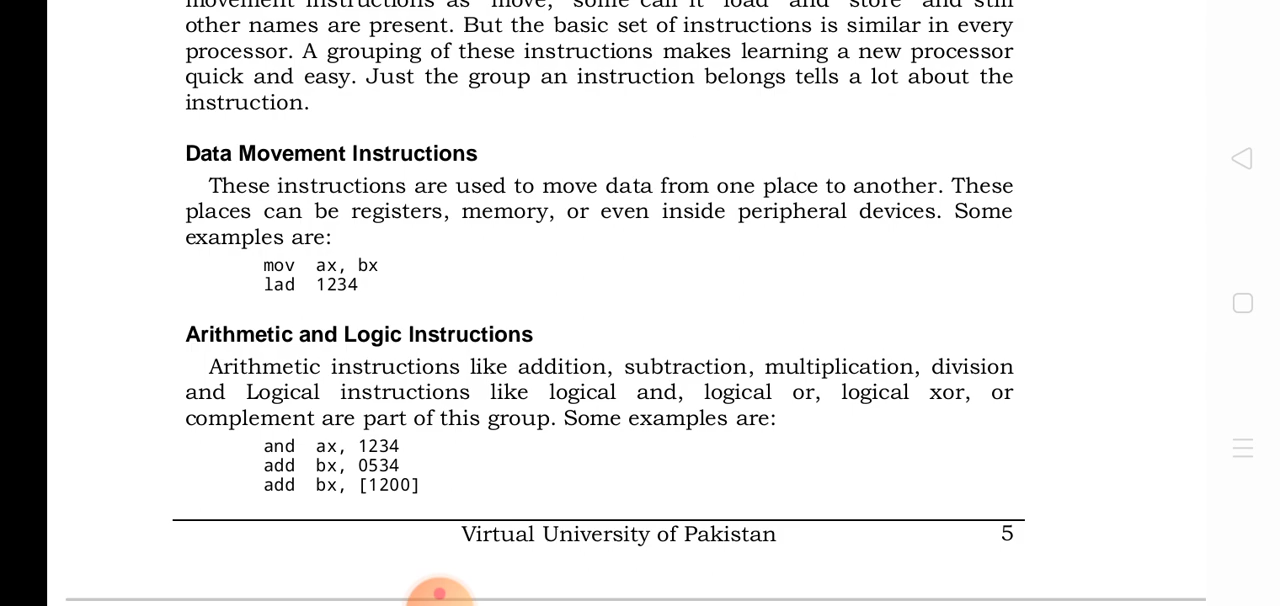 other names are present. But the basic set of instructions is similar in every
processor. A grouping of these instructions makes learning a new processor
quick and easy. Just the group an instruction belongs tells a lot about the
instruction.
Data Movement Instructions
These instructions are used to move data from one place to another. These
places can be registers, memory, or even inside peripheral devices. Some
examples are:
mov ax, bx
lad 1234
Arithmetic and Logic Instructions
Arithmetic instructions like addition, subtraction, multiplication, division
and Logical instructions like logical and, logical or, logical xor, or
complement are part of this group. Some examples are:
and ax, 1234
add bx, 0534
add bx, [1200]
Virtual University of Pakistan 5